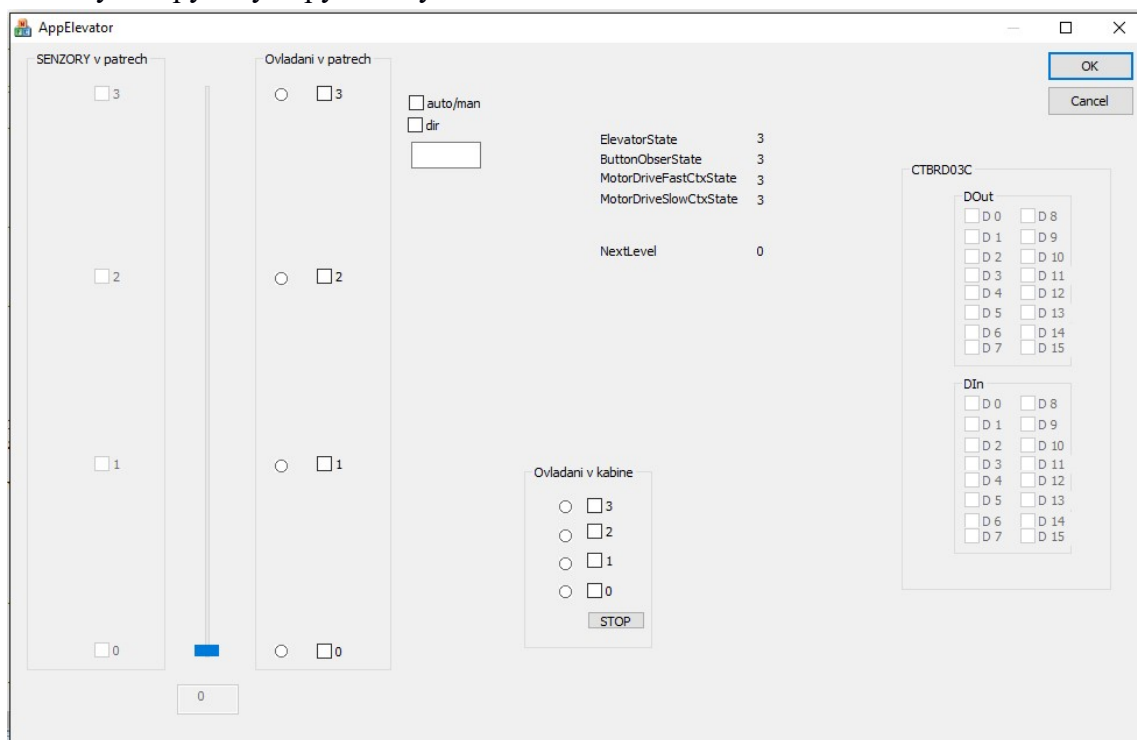 AppElevator
SENZORY v patrech
3
2
1
0
0
Ovladani v patrech
3
2
1
0
auto/man
dir
ElevatorState 3
ButtonObserState 3
MotorDriveFastCtxState 3
MotorDriveSlowCtxState 3
NextLevel 0
Ovladani v kabine
3
2
1
0
STOP
OK
Cancel
CTBRD03C
DOut
D 0 D 8
D 1 D 9
D 2 D 10
D 3 D 11
D 4 D 12
D 5 D 13
D 6 D 14
D 7 D 15
DIn
D 0 D 8
D 1 D 9
D 2 D 10
D 3 D 11
D 4 D 12
D 5 D 13
D 6 D 14
D 7 D 15